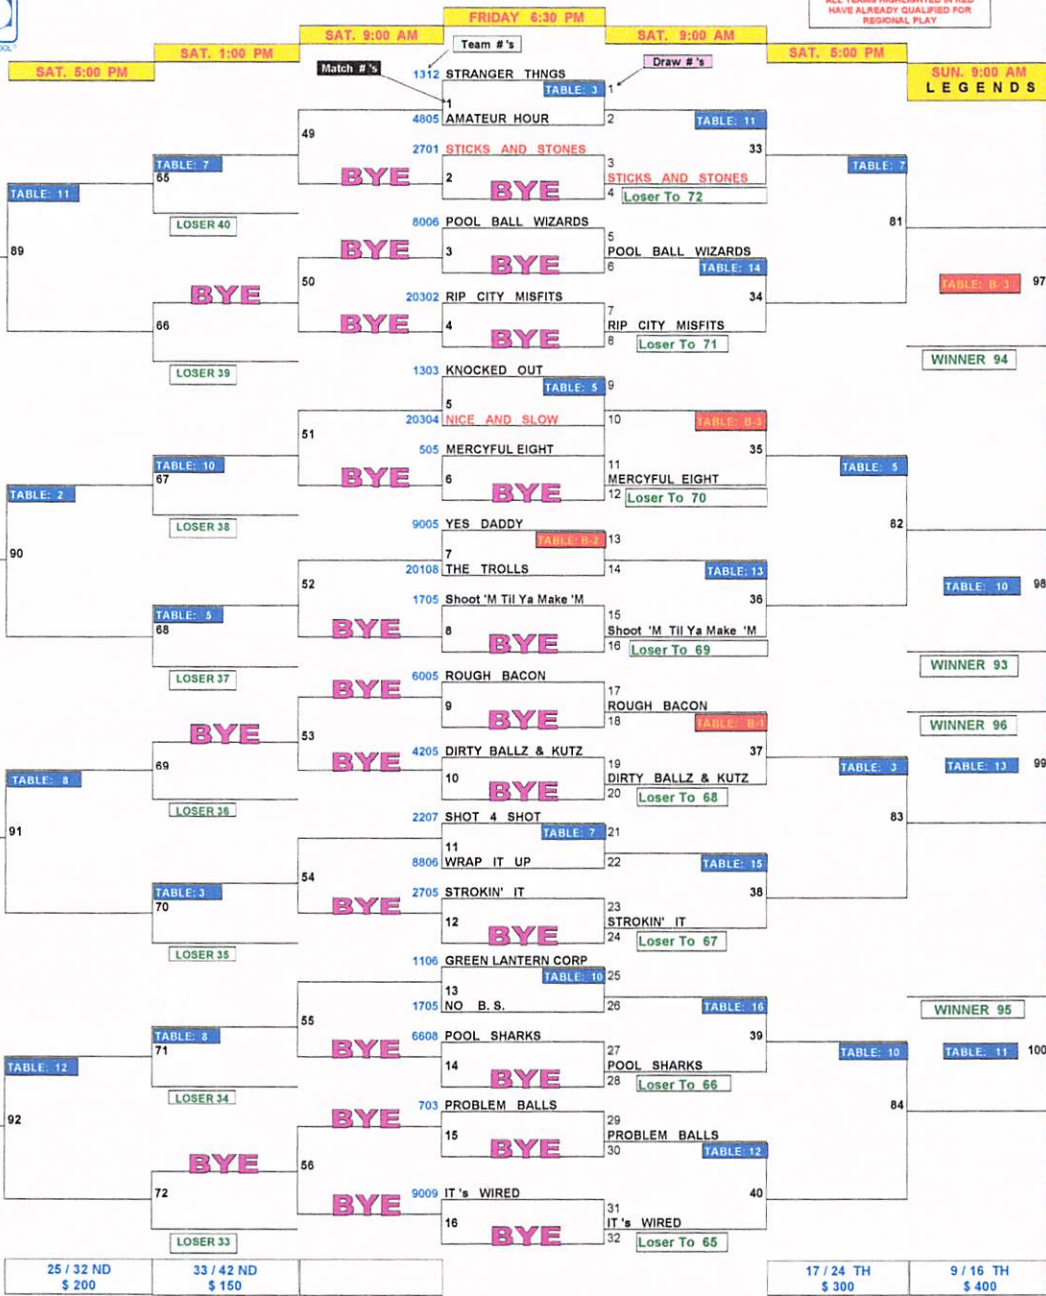 FRIDAY 6:30 PM
ALL TEAMS HIGHLIGHTED IN RED
HAVE ALREADY QUALIFIED FOR
REGIONAL PLAY
SAT. 9:00 AM
SAT. 9:00 AM
SAT. 1:00 PM
SAT. 5:00 PM
SAT. 5:00 PM
SUN. 9:00 AM
LEGENDS
Team #'s
Match #'s
Draw #'s
1312 STRANGER THNGS
TABLE: 3 1
1
4805 AMATEUR HOUR 2 TABLE: 11
49 33
2701 STICKS AND STONES
TABLE: 7 3 TABLE: 7
65 BYE 2 BYE STICKS AND STONES
TABLE: 11 4 Loser To 72
LOSER 40 8006 POOL BALL WIZARDS 81
89 BYE 3 BYE 5
POOL BALL WIZARDS
6 TABLE: 14
50 34 TABLE: B-3 97
BYE 20302 RIP CITY MISFITS
BYE 4 BYE 7
66 RIP CITY MISFITS
8 Loser To 71
LOSER 39 WINNER 94
1303 KNOCKED OUT
TABLE: 5 9
5
20304 NICE AND SLOW 10 TABLE: B-3
51 35
505 MERCYFUL EIGHT
TABLE: 10 11 TABLE: 5
67 BYE 6 BYE MERCYFUL EIGHT
TABLE: 2 12 Loser To 70
LOSER 38 9005 YES DADDY 82
TABLE: B-2 13
90 7
20108 THE TROLLS 14 TABLE: 13
52 36 TABLE: 10 98
1705 Shoot 'M Til Ya Make 'M
TABLE: 5 15
68 BYE 8 BYE Shoot 'M Til Ya Make 'M
16 Loser To 69
LOSER 37 WINNER 93
6005 ROUGH BACON
BYE 9 BYE 17
ROUGH BACON
18 TABLE: B-1 WINNER 96
BYE 53 37
69 4205 DIRTY BALLZ & KUTZ
BYE 10 BYE 19 TABLE: 3 TABLE: 13 99
TABLE: 8 DIRTY BALLZ & KUTZ
20 Loser To 68
LOSER 36
2207 SHOT 4 SHOT 83
91 TABLE: 7 21
11
8806 WRAP IT UP 22 TABLE: 15
54 38
TABLE: 3 2705 STROKIN' IT
70 BYE 12 BYE 23
STROKIN' IT
24 Loser To 67
LOSER 35
1106 GREEN LANTERN CORP
TABLE: 10 25
13
1705 NO B.S. 26 TABLE: 16 WINNER 95
55 39
TABLE: 8 6608 POOL SHARKS
71 BYE 14 BYE 27 TABLE: 10 TABLE: 11 100
TABLE: 12 POOL SHARKS
28 Loser To 66
LOSER 34
703 PROBLEM BALLS 84
92 BYE 15 BYE 29
PROBLEM BALLS
30 TABLE: 12
BYE 56
72 9009 IT's WIRED 40
BYE 16 BYE 31
IT's WIRED
32 Loser To 65
LOSER 33
25 / 32 ND 33 / 42 ND 17 / 24 TH 9 / 16 TH
$ 200 $ 150 $ 300 $ 400